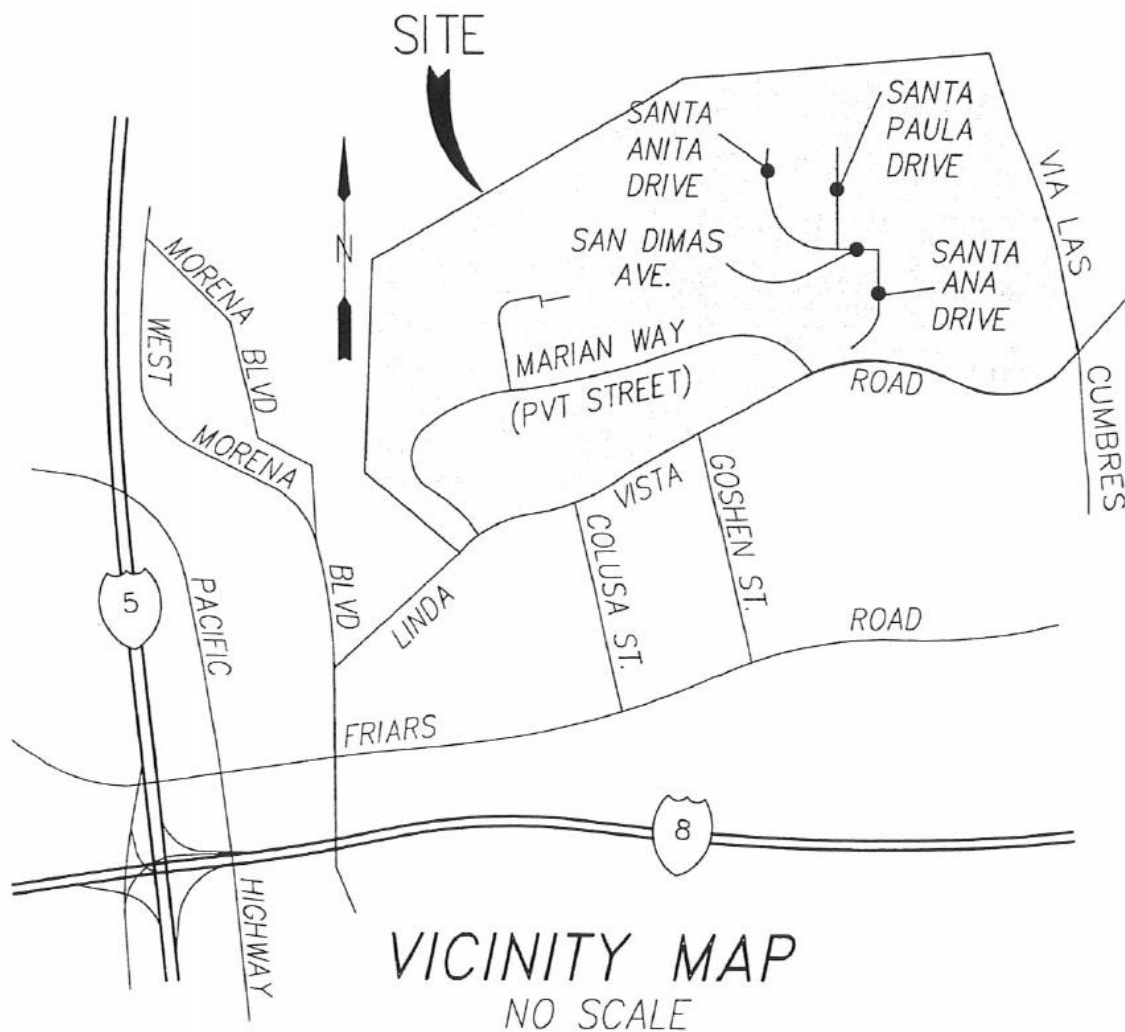 SITE
SANTA
ANITA
DRIVE
SANTA
PAULA
DRIVE
VIA LAS
CUMBRES
N
SAN DIMAS
AVE.
SANTA
ANA
DRIVE
MORENA
BLVD
WEST
MORENA
BLVD
MARIAN WAY
(PVT STREET)
LINDA
VISTA
ROAD
GOSHEN ST.
COLUSA ST.
5
PACIFIC
HIGHWAY
FRIARS
ROAD
8
VICINITY MAP
NO SCALE